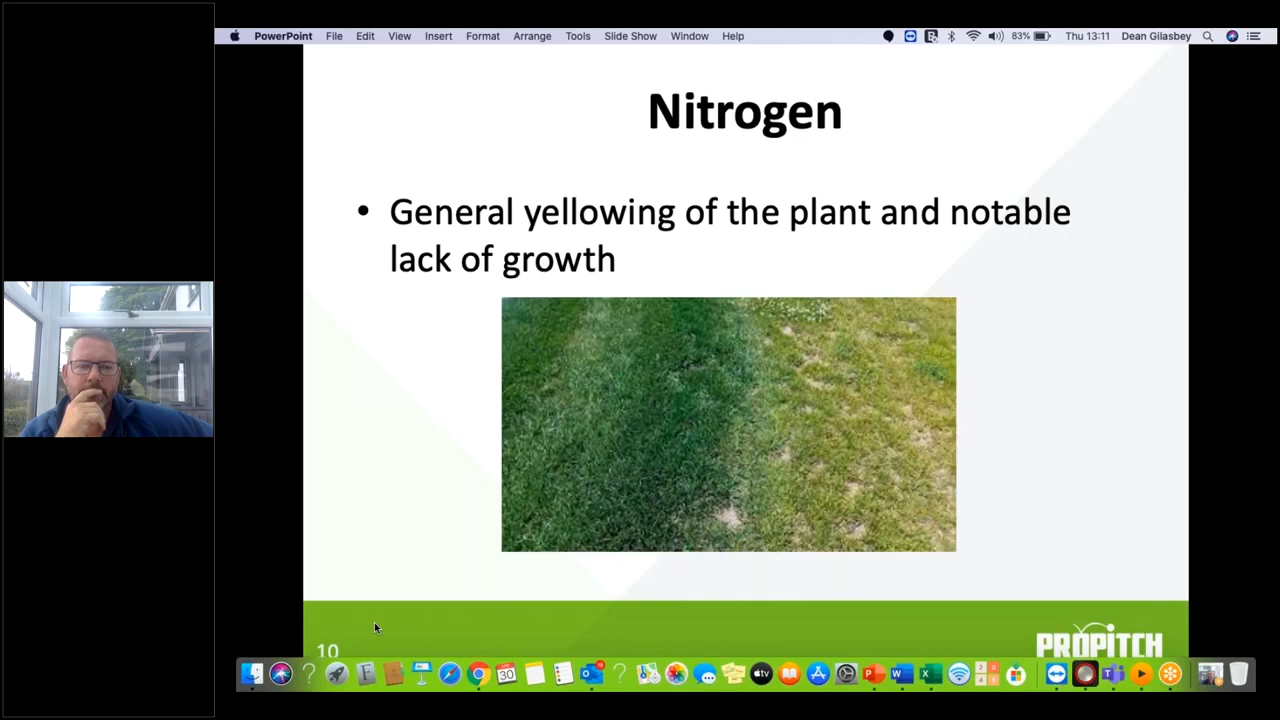 PowerPoint File Edit View Insert Format Arrange Tools Slide Show Window Help 83% Thu 13:11 Dean Gilasbey
Nitrogen
• General yellowing of the plant and notable
lack of growth
10
PROPITCH
30